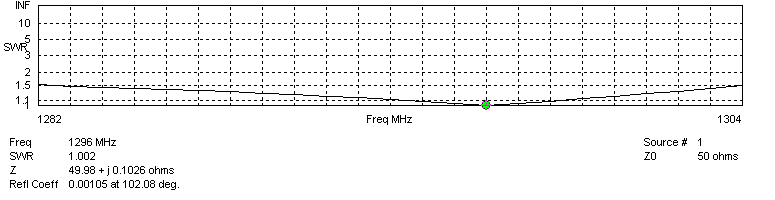 INF
10
5
SWR
3
2
1.5
1.1
1
1282 Freq MHz 1304
Freq 1296 MHz Source # 1
SWR 1.002 Z0 50 ohms
Z 49.98 + j 0.1026 ohms
Refl Coeff 0.00105 at 102.08 deg.